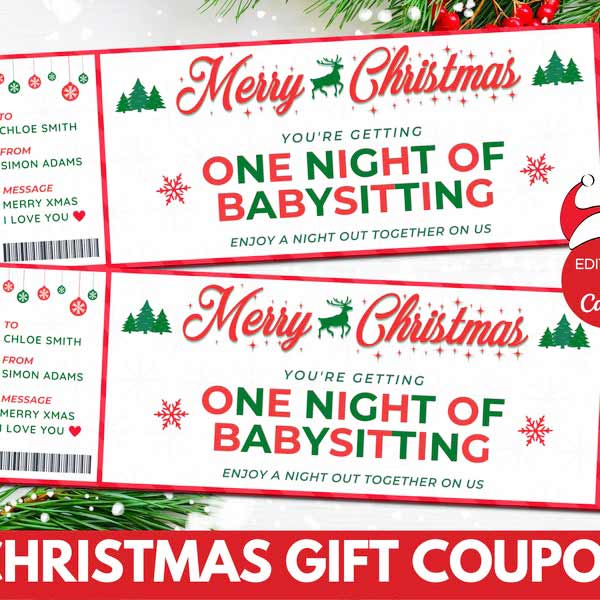 Merry Christmas
TO
CHLOE SMITH
FROM
SIMON ADAMS
MESSAGE
MERRY XMAS
I LOVE YOU
YOU'RE GETTING
ONE NIGHT OF
BABYSITTING
ENJOY A NIGHT OUT TOGETHER ON US
Merry Christmas
TO
CHLOE SMITH
FROM
SIMON ADAMS
MESSAGE
MERRY XMAS
I LOVE YOU
YOU'RE GETTING
ONE NIGHT OF
BABYSITTING
ENJOY A NIGHT OUT TOGETHER ON US
EDIT
Ca
CHRISTMAS GIFT COUPO